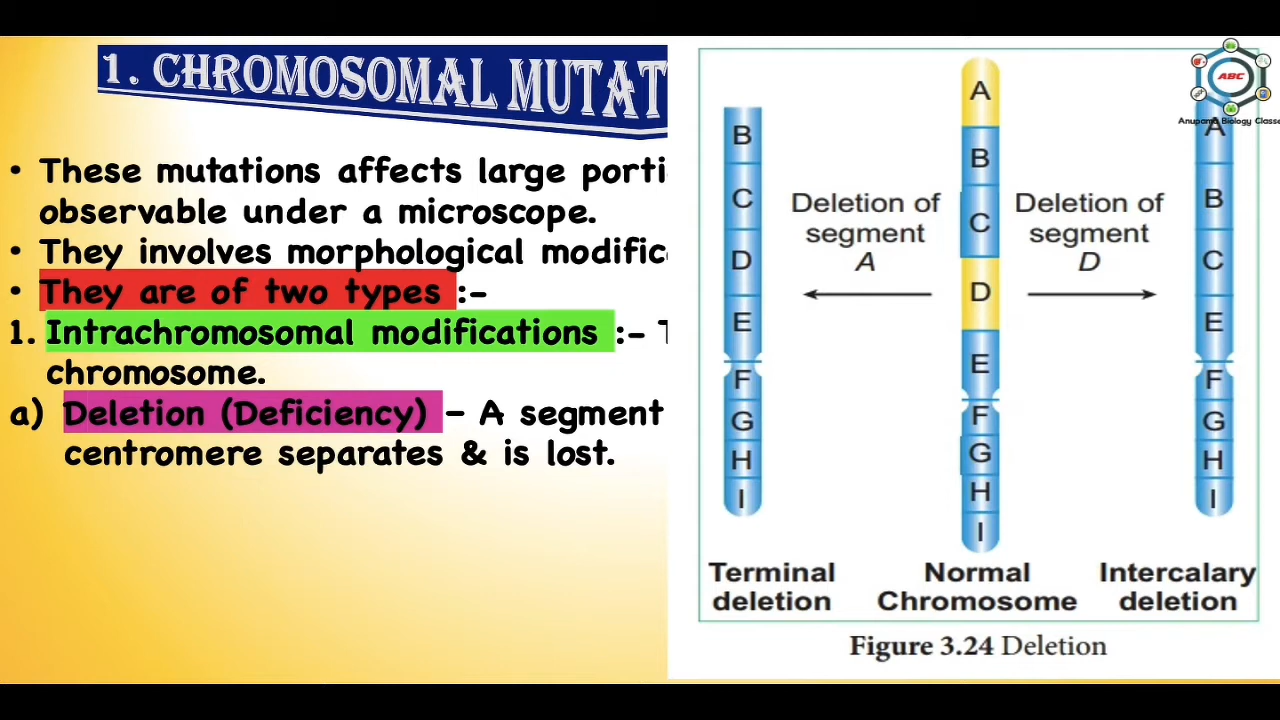 1. CHROMOSOMAL MUTAT
• These mutations affects large porti
observable under a microscope.
• They involves morphological modific
• They are of two types :-
1. Intrachromosomal modifications :- T
chromosome.
a) Deletion (Deficiency) – A segment
centromere separates & is lost.
B
C
D
E
F
G
H
I
Deletion of
segment
A
A
B
C
D
E
F
G
H
I
Deletion of
segment
D
A
B
C
E
F
G
H
I
Terminal
deletion
Normal
Chromosome
Intercalary
deletion
Figure 3.24 Deletion
ABC
Anupama Biology Classe